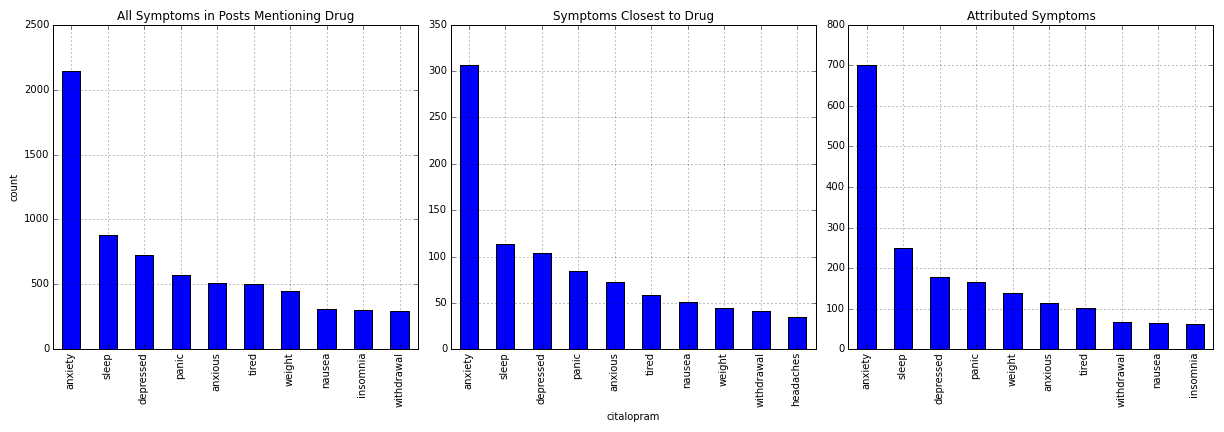 All Symptoms in Posts Mentioning Drug
2500
2000
1500
1000
500
0
count
anxiety
sleep
depressed
panic
anxious
tired
weight
nausea
insomnia
withdrawal
Symptoms Closest to Drug
350
300
250
200
150
100
50
0
anxiety
sleep
depressed
panic
anxious
tired
nausea
weight
withdrawal
headaches
citalopram
Attributed Symptoms
800
700
600
500
400
300
200
100
0
anxiety
sleep
depressed
panic
weight
anxious
tired
withdrawal
nausea
insomnia